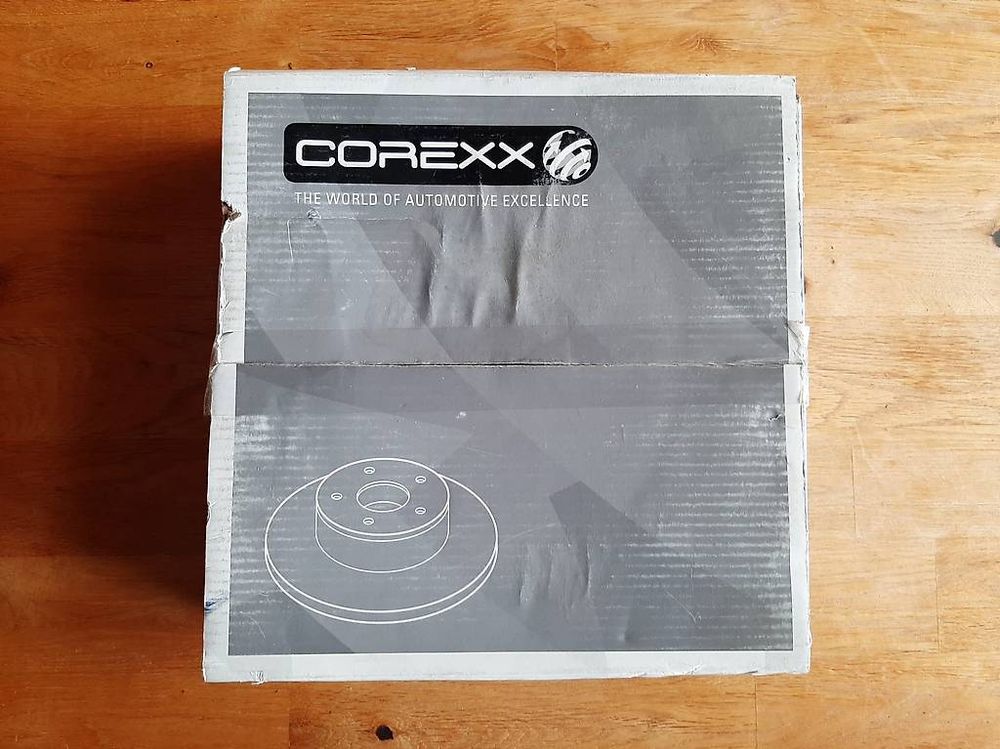 COREXX
THE WORLD OF AUTOMOTIVE EXCELLENCE